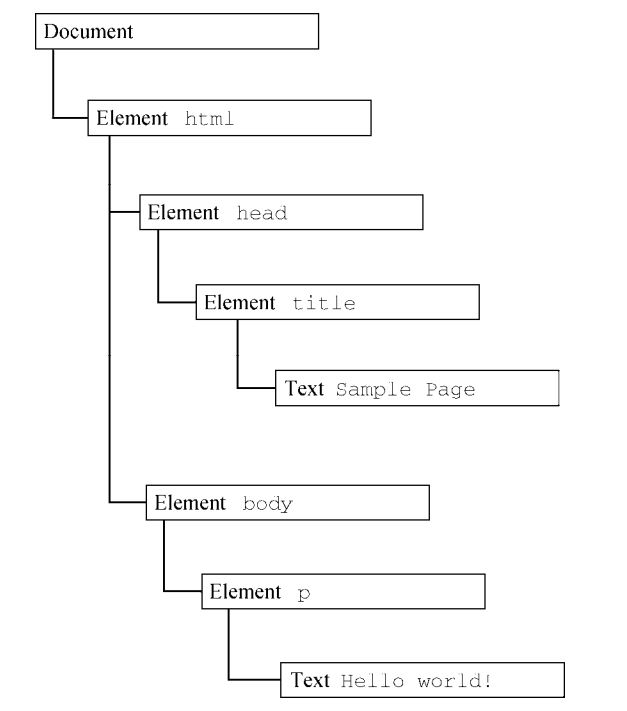 Document
Element html
Element head
Element title
Text Sample Page
Element body
Element p
Text Hello world!